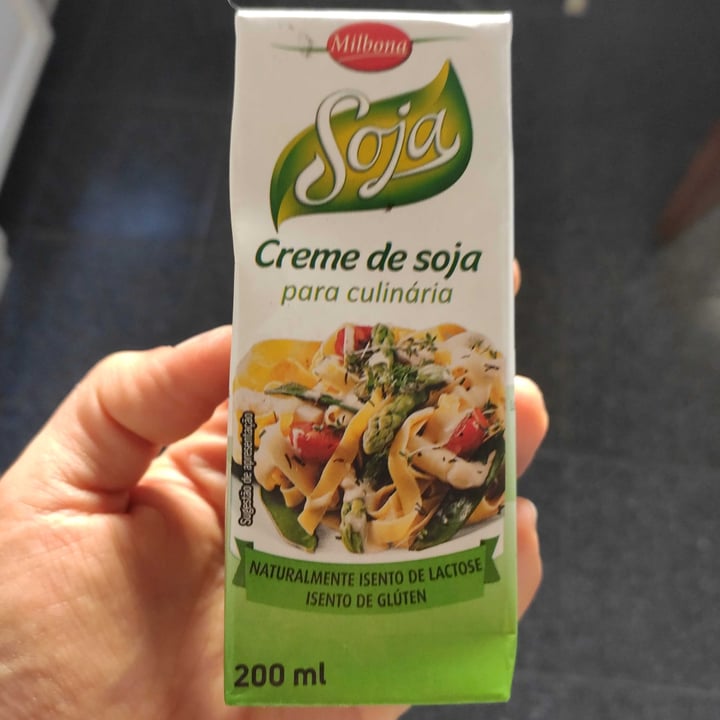 Milbona
Soja
Creme de soja
para culinária
Sugestão de apresentação
NATURALMENTE ISENTO DE LACTOSE
ISENTO DE GLÚTEN
200 ml